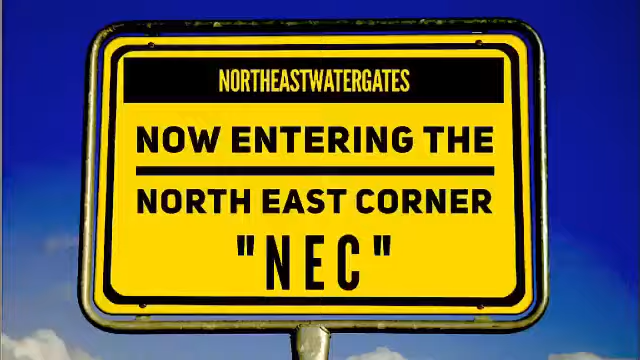 NORTHEASTWATERGATES
NOW ENTERING THE
NORTH EAST CORNER
"NEC"